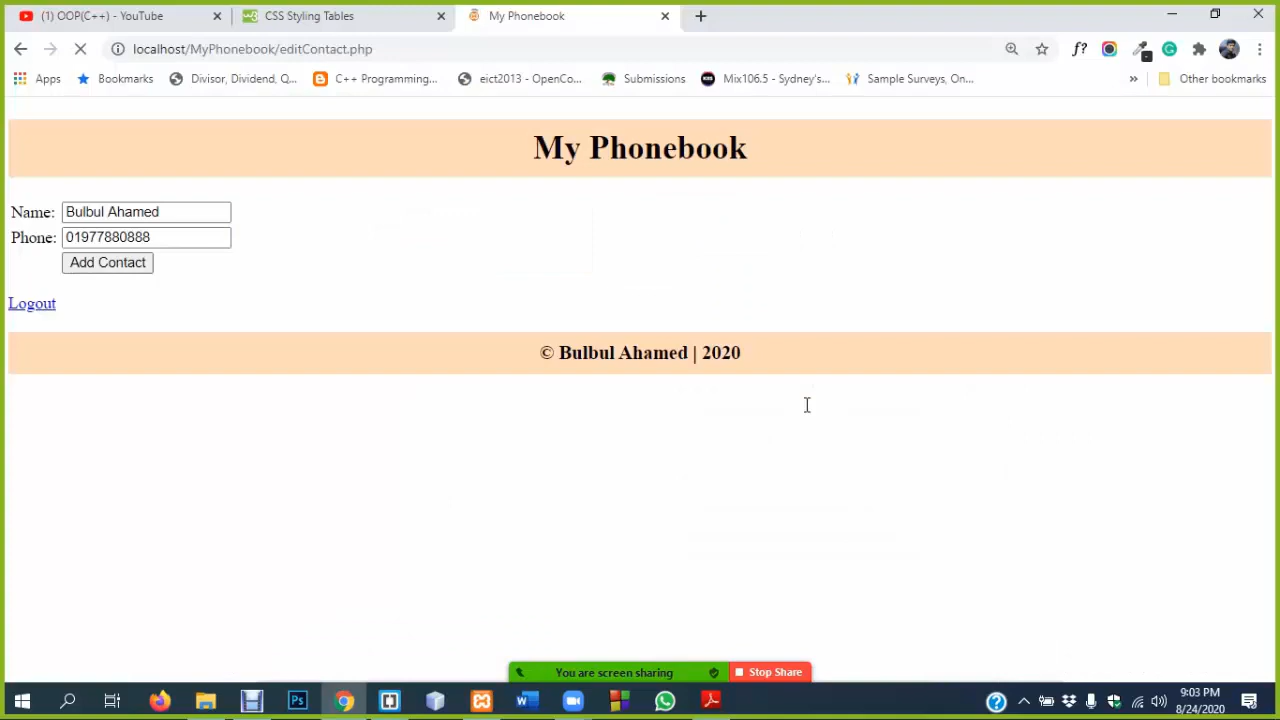 (1) OOP(C++) - YouTube
CSS Styling Tables
My Phonebook
localhost/MyPhonebook/editContact.php
f?
Apps
Bookmarks
Divisor, Dividend, Q...
C++ Programming...
eict2013 - OpenCo...
Submissions
Mix106.5 - Sydney's...
Sample Surveys, On...
»
Other bookmarks
My Phonebook
Name: Bulbul Ahamed
Phone: 01977880888
Add Contact
Logout
© Bulbul Ahamed | 2020
You are screen sharing
Stop Share
9:03 PM
8/24/2020